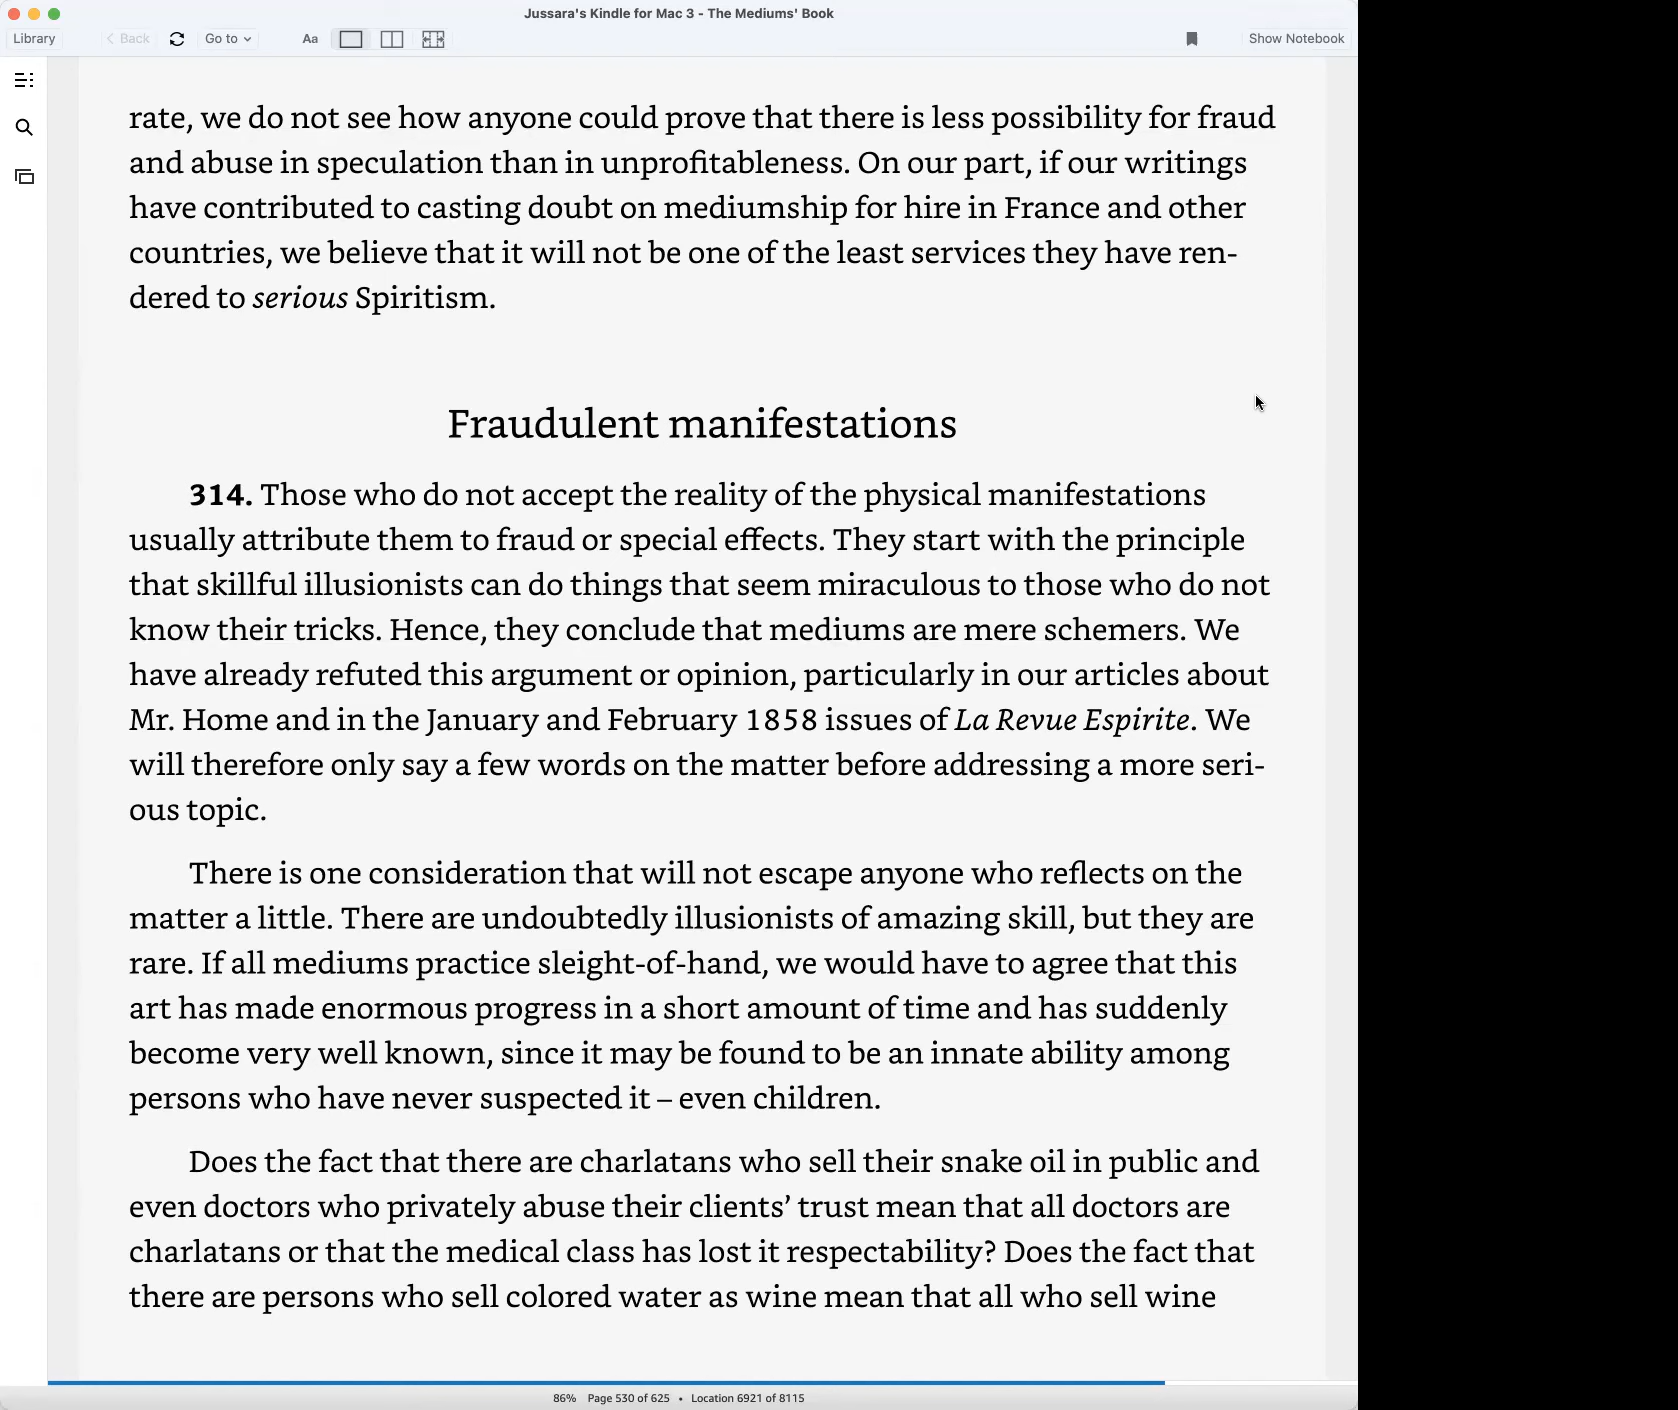 Jussara's Kindle for Mac 3 - The Mediums' Book
Library
Back
Go to
Aa
Show Notebook
rate, we do not see how anyone could prove that there is less possibility for fraud
and abuse in speculation than in unprofitableness. On our part, if our writings
have contributed to casting doubt on mediumship for hire in France and other
countries, we believe that it will not be one of the least services they have ren-
dered to serious Spiritism.
Fraudulent manifestations
314. Those who do not accept the reality of the physical manifestations
usually attribute them to fraud or special effects. They start with the principle
that skillful illusionists can do things that seem miraculous to those who do not
know their tricks. Hence, they conclude that mediums are mere schemers. We
have already refuted this argument or opinion, particularly in our articles about
Mr. Home and in the January and February 1858 issues of La Revue Espirite. We
will therefore only say a few words on the matter before addressing a more seri-
ous topic.
There is one consideration that will not escape anyone who reflects on the
matter a little. There are undoubtedly illusionists of amazing skill, but they are
rare. If all mediums practice sleight-of-hand, we would have to agree that this
art has made enormous progress in a short amount of time and has suddenly
become very well known, since it may be found to be an innate ability among
persons who have never suspected it – even children.
Does the fact that there are charlatans who sell their snake oil in public and
even doctors who privately abuse their clients’ trust mean that all doctors are
charlatans or that the medical class has lost it respectability? Does the fact that
there are persons who sell colored water as wine mean that all who sell wine
86% Page 530 of 625 • Location 6921 of 8115